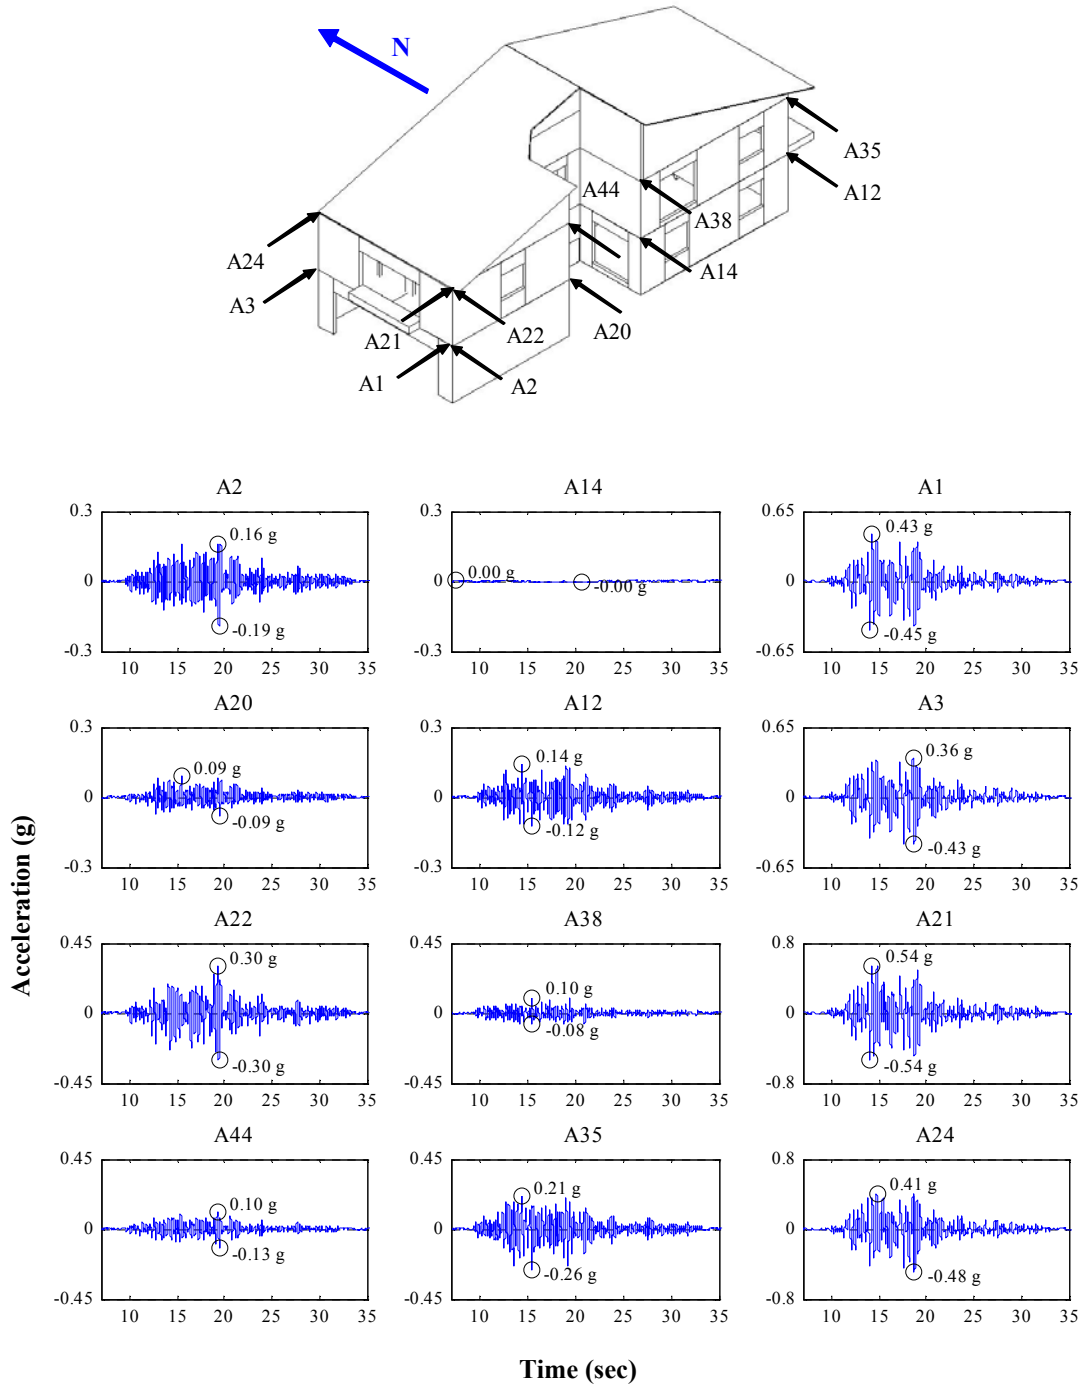 N
A35
A12
A44
A38
A14
A24
A3
A21
A22
A20
A1
A2
A2
0.3
0
-0.3
0.16 g
-0.19 g
10 15 20 25 30 35
A14
0.3
0
-0.3
0.00 g
-0.00 g
10 15 20 25 30 35
A1
0.65
0
-0.65
0.43 g
-0.45 g
10 15 20 25 30 35
A20
0.3
0
-0.3
0.09 g
-0.09 g
10 15 20 25 30 35
A12
0.3
0
-0.3
0.14 g
-0.12 g
10 15 20 25 30 35
A3
0.65
0
-0.65
0.36 g
-0.43 g
10 15 20 25 30 35
A22
0.45
0
-0.45
0.30 g
-0.30 g
10 15 20 25 30 35
A38
0.45
0
-0.45
0.10 g
-0.08 g
10 15 20 25 30 35
A21
0.8
0
-0.8
0.54 g
-0.54 g
10 15 20 25 30 35
A44
0.45
0
-0.45
0.10 g
-0.13 g
10 15 20 25 30 35
A35
0.45
0
-0.45
0.21 g
-0.26 g
10 15 20 25 30 35
A24
0.8
0
-0.8
0.41 g
-0.48 g
10 15 20 25 30 35
Acceleration (g)
Time (sec)